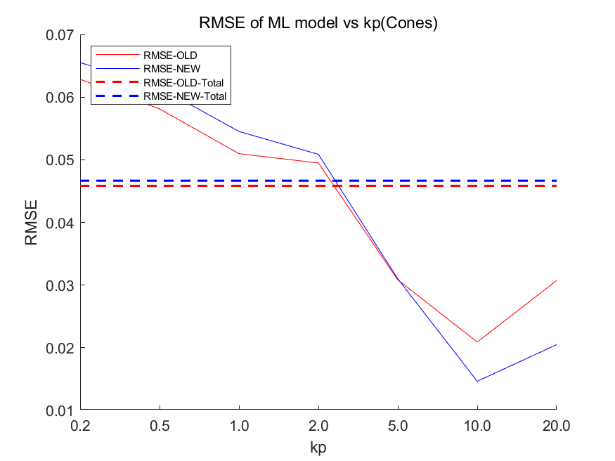 RMSE of ML model vs kp(Cones)
0.07
0.06
0.05
0.04
0.03
0.02
0.01
RMSE
RMSE-OLD
RMSE-NEW
RMSE-OLD-Total
RMSE-NEW-Total
0.2 0.5 1.0 2.0 5.0 10.0 20.0
kp